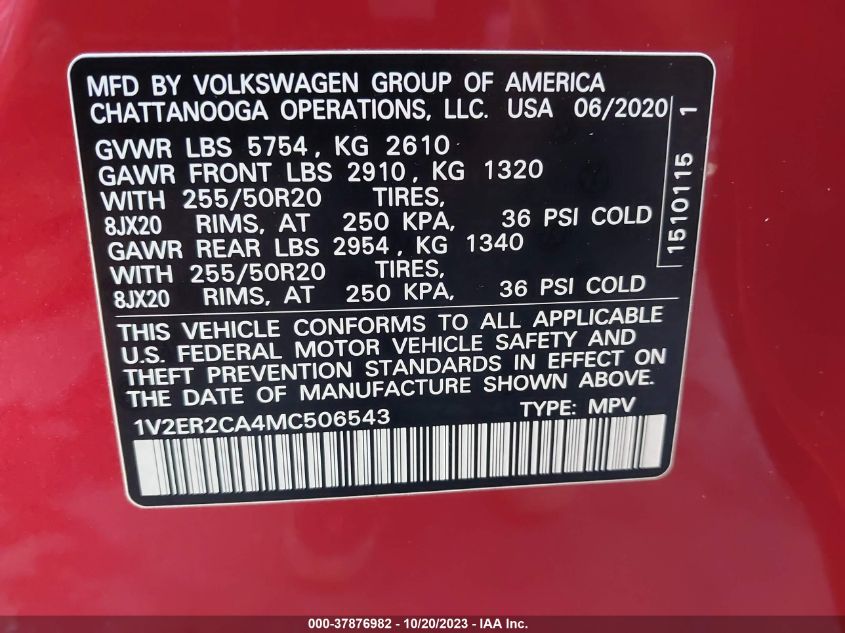 MFD BY VOLKSWAGEN GROUP OF AMERICA
CHATTANOOGA OPERATIONS, LLC. USA 06/2020
GVWR LBS 5754, KG 2610
GAWR FRONT LBS 2910, KG 1320
WITH 255/50R20 TIRES,
8JX20 RIMS, AT 250 KPA, 36 PSI COLD
GAWR REAR LBS 2954, KG 1340
WITH 255/50R20 TIRES,
8JX20 RIMS, AT 250 KPA, 36 PSI COLD
1510115 1
THIS VEHICLE CONFORMS TO ALL APPLICABLE
U.S. FEDERAL MOTOR VEHICLE SAFETY AND
THEFT PREVENTION STANDARDS IN EFFECT ON
THE DATE OF MANUFACTURE SHOWN ABOVE.
1V2ER2CA4MC506543 TYPE: MPV
000-37876982 - 10/20/2023 - IAA Inc.